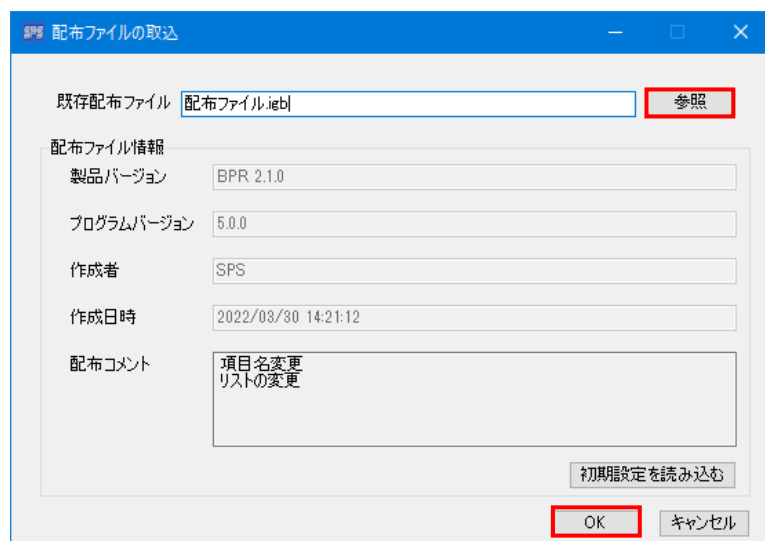 SPS 配布ファイルの取込
既存配布ファイル 配布ファイル.igb 参照
配布ファイル情報
製品バージョン BPR 2.1.0
プログラムバージョン 5.0.0
作成者 SPS
作成日時 2022/03/30 14:21:12
配布コメント 項目名変更
リストの変更
初期設定を読み込む
OK キャンセル